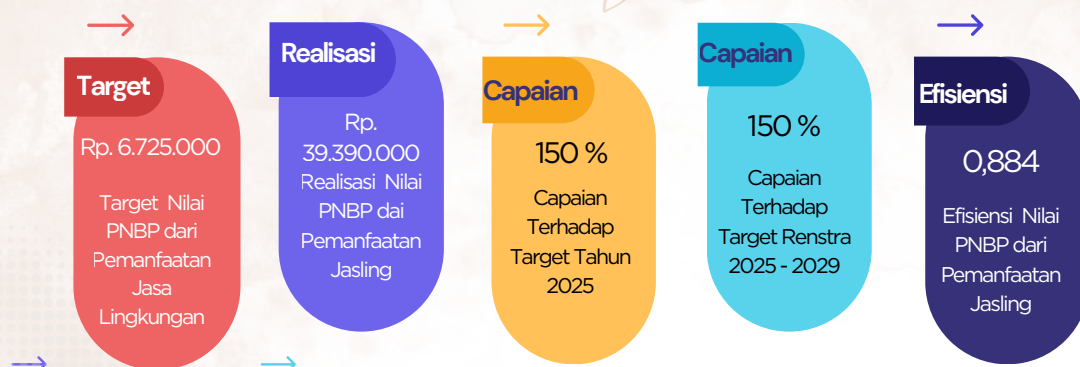 Target
Rp. 6.725.000
Target Nilai
PNBP dari
Pemanfaatan
Jasa
Lingkungan
Realisasi
Rp.
39.390.000
Realisasi Nilai
PNBP dai
Pemanfaatan
Jasling
Capaian
150 %
Capaian
Terhadap
Target Tahun
2025
Capaian
150 %
Capaian
Terhadap
Target Renstra
2025 - 2029
Efisiensi
0,884
Efisiensi Nilai
PNBP dari
Pemanfaatan
Jasling